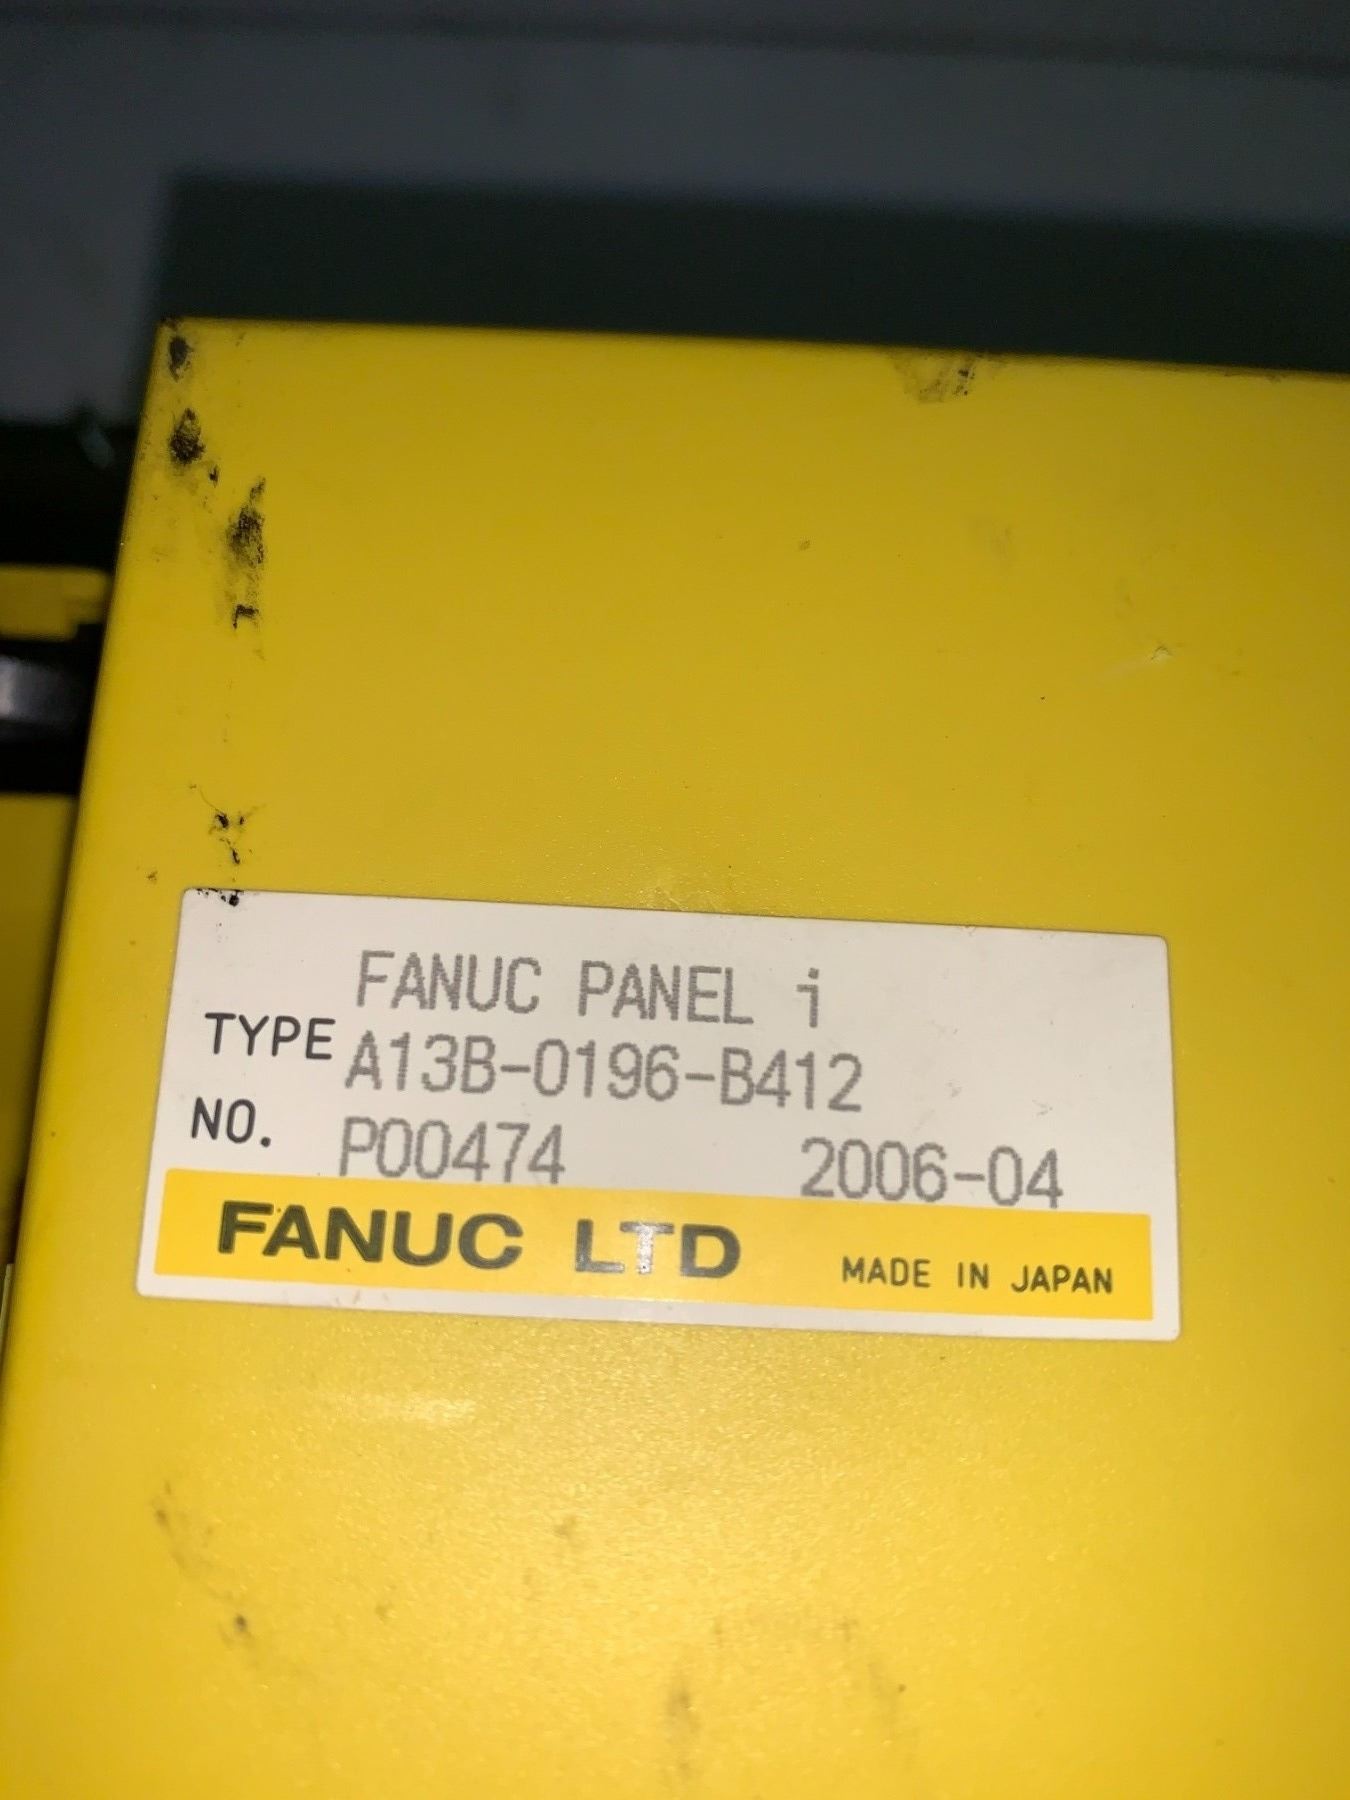 FANUC PANEL i
TYPE A13B-0196-B412
NO. P00474 2006-04
FANUC LTD MADE IN JAPAN